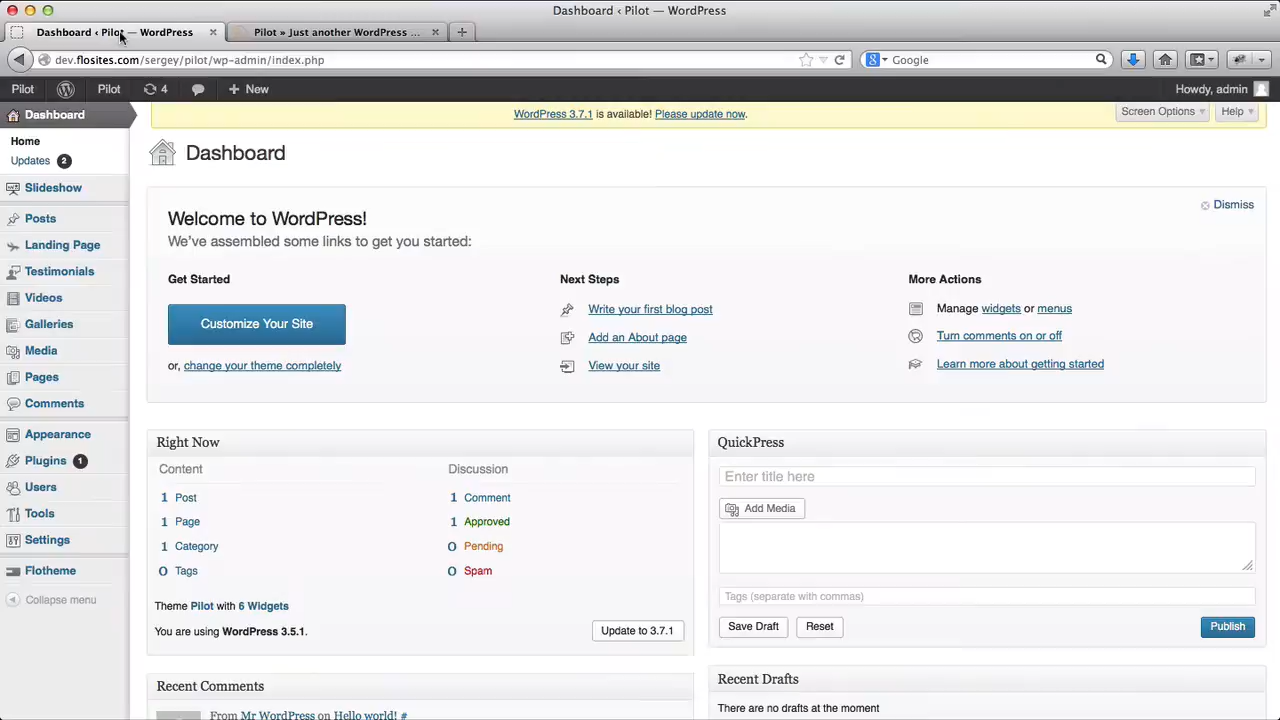 Dashboard ‹ Pilot — WordPress
Dashboard ‹ Pilot — WordPress
Pilot » Just another WordPress ...
dev.flosites.com/sergey/pilot/wp-admin/index.php
Google
Pilot
Pilot
4
New
Howdy, admin
Dashboard
Home
Updates 2
Slideshow
Posts
Landing Page
Testimonials
Videos
Galleries
Media
Pages
Comments
Appearance
Plugins 1
Users
Tools
Settings
Flotheme
Collapse menu
WordPress 3.7.1 is available! Please update now.
Screen Options
Help
Dashboard
Welcome to WordPress!
We've assembled some links to get you started:
Dismiss
Get Started
Customize Your Site
or, change your theme completely
Next Steps
Write your first blog post
Add an About page
View your site
More Actions
Manage widgets or menus
Turn comments on or off
Learn more about getting started
Right Now
Content
1 Post
1 Page
1 Category
0 Tags
Discussion
1 Comment
1 Approved
0 Pending
0 Spam
Theme Pilot with 6 Widgets
You are using WordPress 3.5.1.
Update to 3.7.1
Recent Comments
From Mr WordPress on Hello world! #
QuickPress
Enter title here
Add Media
Tags (separate with commas)
Save Draft
Reset
Publish
Recent Drafts
There are no drafts at the moment